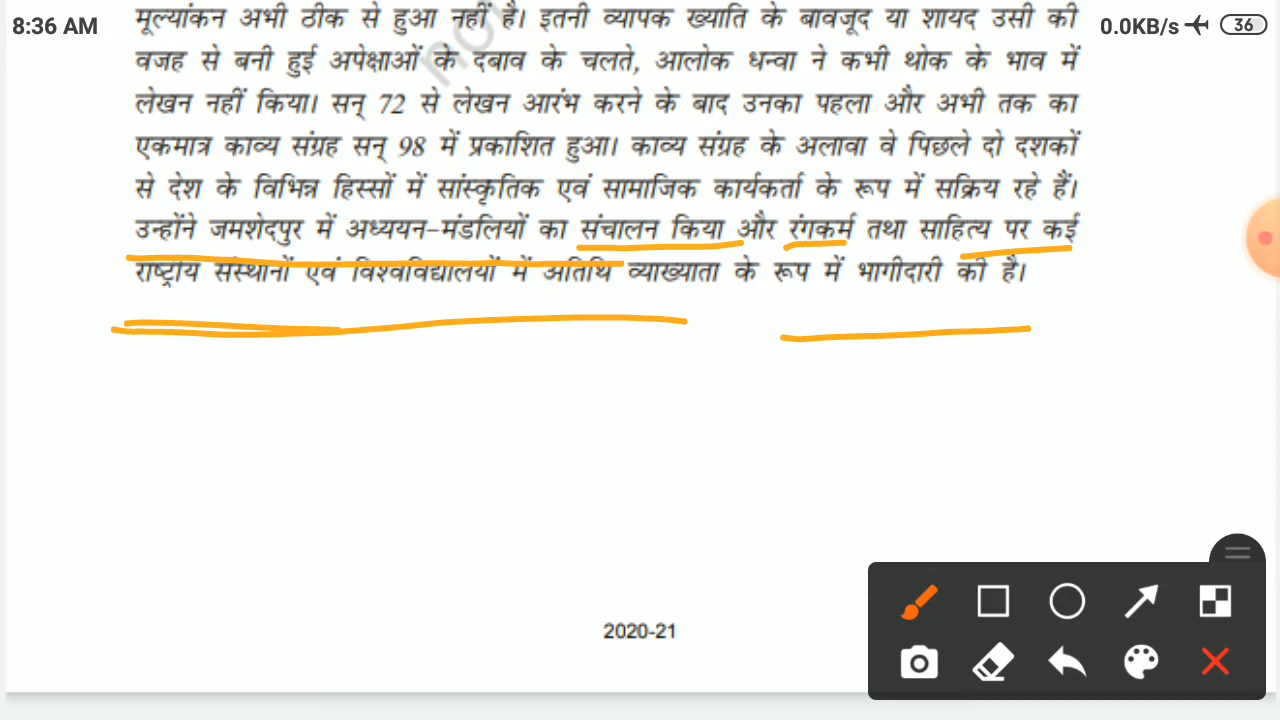 8:36 AM
0.0KB/s
36
मूल्यांकन अभी ठीक से हुआ नहीं है। इतनी व्यापक ख्याति के बावजूद या शायद उसी की
वजह से बनी हुई अपेक्षाओं के दबाव के चलते, आलोक धन्वा ने कभी थोक के भाव में
लेखन नहीं किया। सन् 72 से लेखन आरंभ करने के बाद उनका पहला और अभी तक का
एकमात्र काव्य संग्रह सन् 98 में प्रकाशित हुआ। काव्य संग्रह के अलावा वे पिछले दो दशकों
से देश के विभिन्न हिस्सों में सांस्कृतिक एवं सामाजिक कार्यकर्ता के रूप में सक्रिय रहे हैं।
उन्होंने जमशेदपुर में अध्ययन-मंडलियों का संचालन किया और रंगकर्म तथा साहित्य पर कई
राष्ट्रीय संस्थानों एवं विश्वविद्यालयों में अतिथि व्याख्याता के रूप में भागीदारी की है।
2020-21